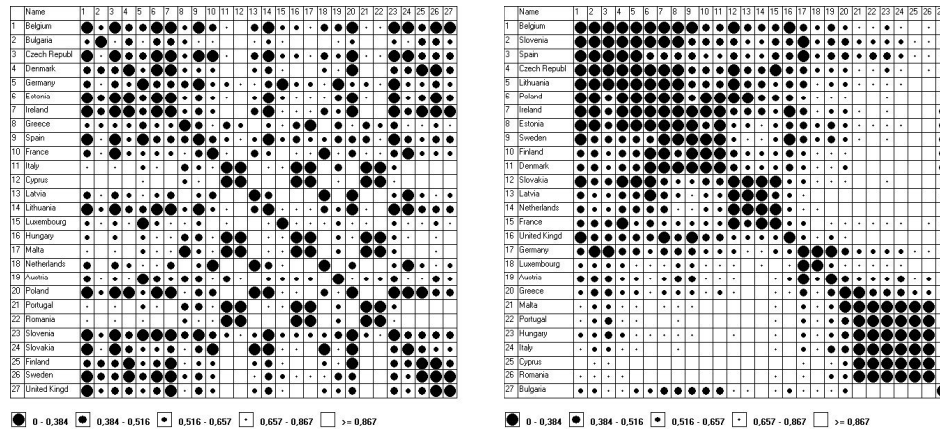 Name 1 2 3 4 5 6 7 8 9 10 11 12 13 14 15 16 17 18 19 20 21 22 23 24 25 26 27
1 Belgium
2 Bulgaria
3 Czech Republ
4 Denmark
5 Germany
6 Estonia
7 Ireland
8 Greece
9 Spain
10 France
11 Italy
12 Cyprus
13 Latvia
14 Lithuania
15 Luxembourg
16 Hungary
17 Malta
18 Netherlands
19 Austria
20 Poland
21 Portugal
22 Romania
23 Slovenia
24 Slovakia
25 Finland
26 Sweden
27 United Kingd
0 - 0,384 0,384 - 0,516 0,516 - 0,657 0,657 - 0,867 >= 0,867
Name 1 2 3 4 5 6 7 8 9 10 11 12 13 14 15 16 17 18 19 20 21 22 23 24 25 26
1 Belgium
2 Slovenia
3 Spain
4 Czech Republ
5 Lithuania
6 Poland
7 Ireland
8 Estonia
9 Sweden
10 Finland
11 Denmark
12 Slovakia
13 Latvia
14 Netherlands
15 France
16 United Kingd
17 Germany
18 Luxembourg
19 Austria
20 Greece
21 Malta
22 Portugal
23 Hungary
24 Italy
25 Cyprus
26 Romania
27 Bulgaria
0 - 0,384 0,384 - 0,516 0,516 - 0,657 0,657 - 0,867 >= 0,867